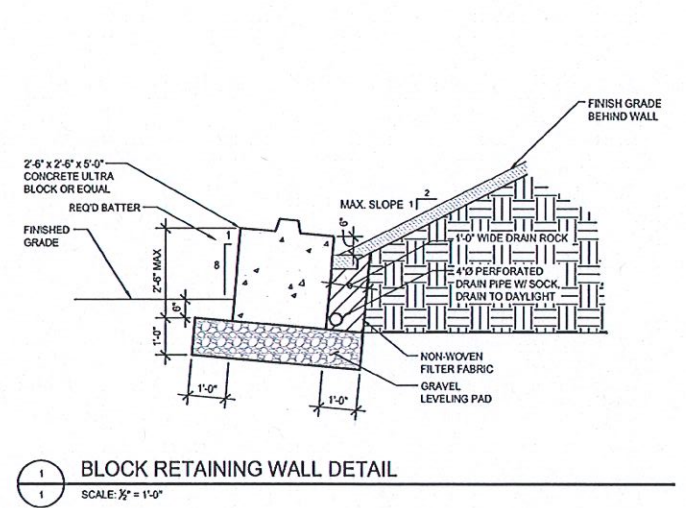 FINISH GRADE
BEHIND WALL
2'-6" x 2'-6" x 5'-0"
CONCRETE ULTRA
BLOCK OR EQUAL
MAX. SLOPE 1
2
REQ'D BATTER
1
8
6"
FINISHED
GRADE
2'-6" MAX
1'-0" WIDE DRAIN ROCK
4"Ø PERFORATED
DRAIN PIPE W/ SOCK,
DRAIN TO DAYLIGHT
6"
1'-0"
NON-WOVEN
FILTER FABRIC
GRAVEL
LEVELING PAD
1'-0"
1'-0"
1
1
BLOCK RETAINING WALL DETAIL
SCALE: ½" = 1'-0"